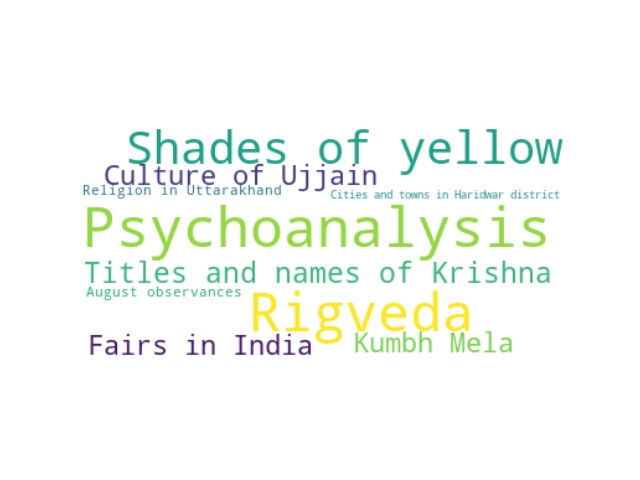 Shades of yellow
Culture of Ujjain
Religion in Uttarakhand
Cities and towns in Haridwar district
Psychoanalysis
Titles and names of Krishna
August observances
Rigveda
Fairs in India
Kumbh Mela